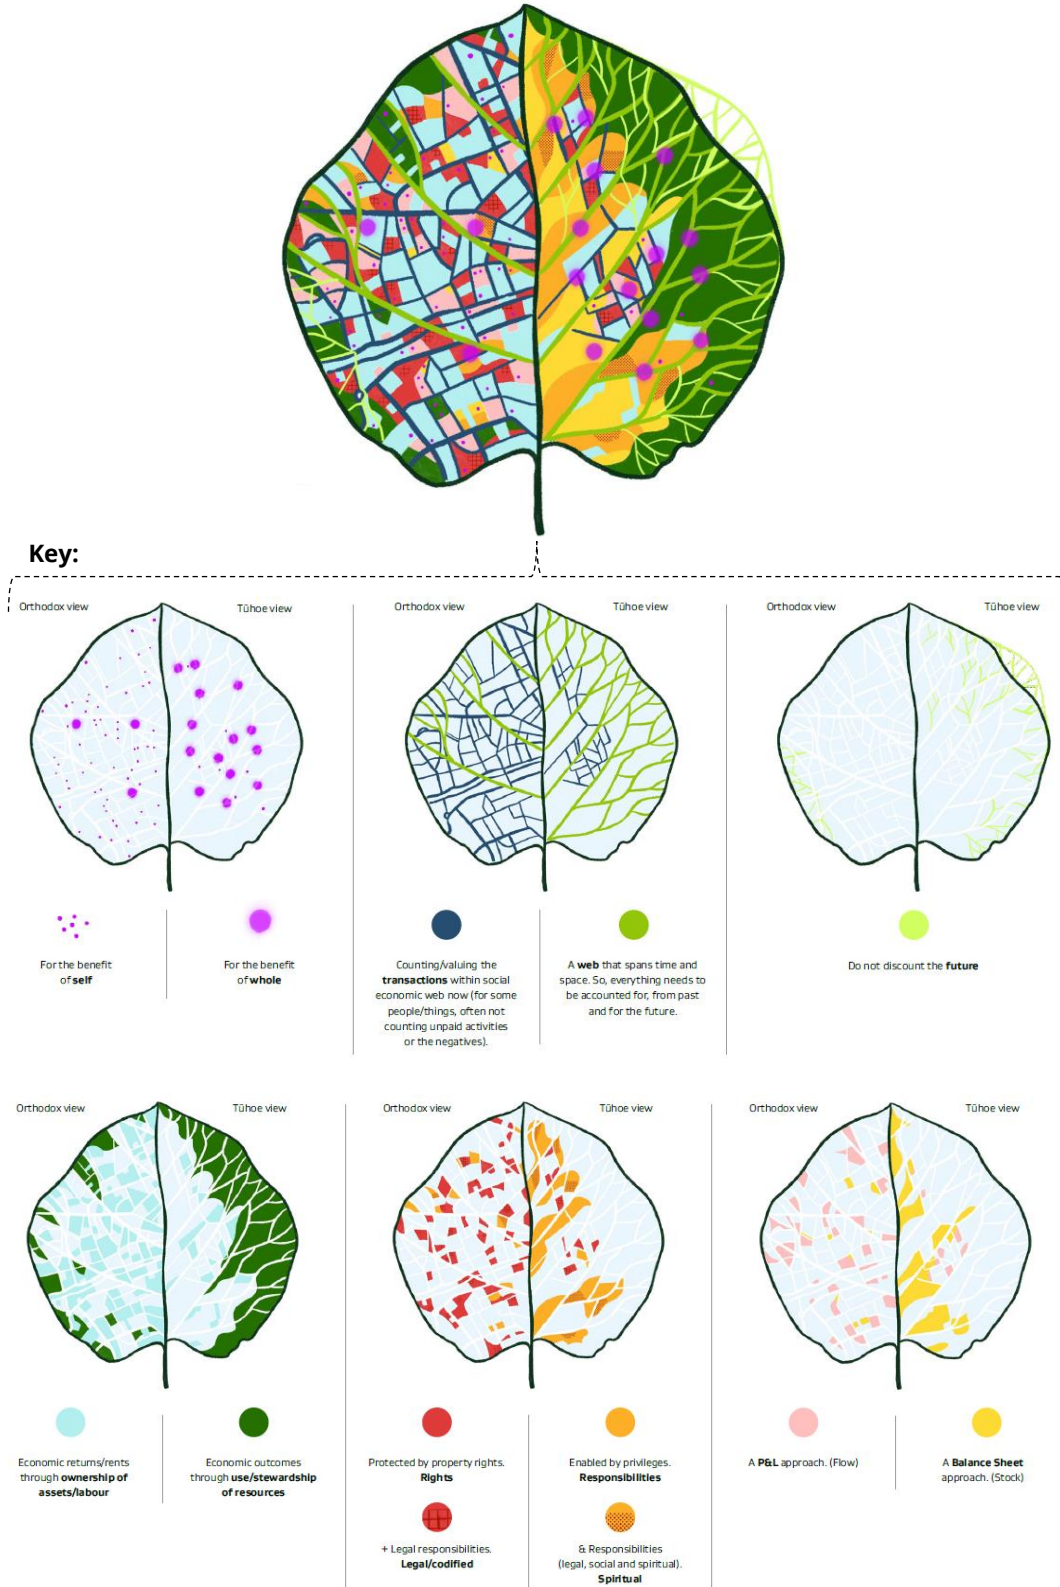 Key:
Orthodox view
Tūhoe view
For the benefit
of self
For the benefit
of whole
Orthodox view
Tūhoe view
Counting/valuing the
transactions within social
economic web now (for some
people/things, often not
counting unpaid activities
or the negatives).
A web that spans time and
space. So, everything needs to
be accounted for, from past
and for the future.
Orthodox view
Tūhoe view
Do not discount the future
Orthodox view
Tūhoe view
Economic returns/rents
through ownership of
assets/labour
Economic outcomes
through use/stewardship
of resources
Orthodox view
Tūhoe view
Protected by property rights.
Rights
+ Legal responsibilities.
Legal/codified
Enabled by privileges.
Responsibilities
& Responsibilities
(legal, social and spiritual).
Spiritual
Orthodox view
Tūhoe view
A P&L approach. (Flow)
A Balance Sheet
approach. (Stock)